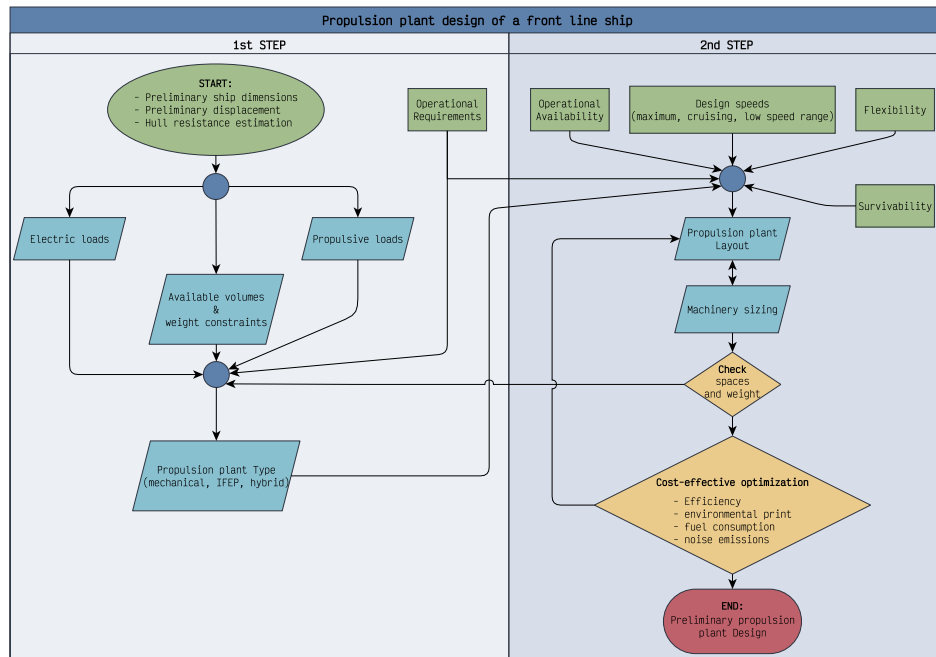 Propulsion plant design of a front line ship
1st STEP
2nd STEP
START:
- Preliminary ship dimensions
- Preliminary displacement
- Hull resistance estimation
Operational
Requirements
Operational
Availability
Design speeds
(maximum, cruising, low speed range)
Flexibility
Survivability
Electric loads
Propulsive loads
Available volumes
&
weight constraints
Propulsion plant
Layout
Machinery sizing
Check
spaces
and weight
Propulsion plant Type
(mechanical, IFEP, hybrid)
Cost-effective optimization
- Efficiency
- environmental print
- fuel consumption
- noise emissions
END:
Preliminary propulsion
plant Design